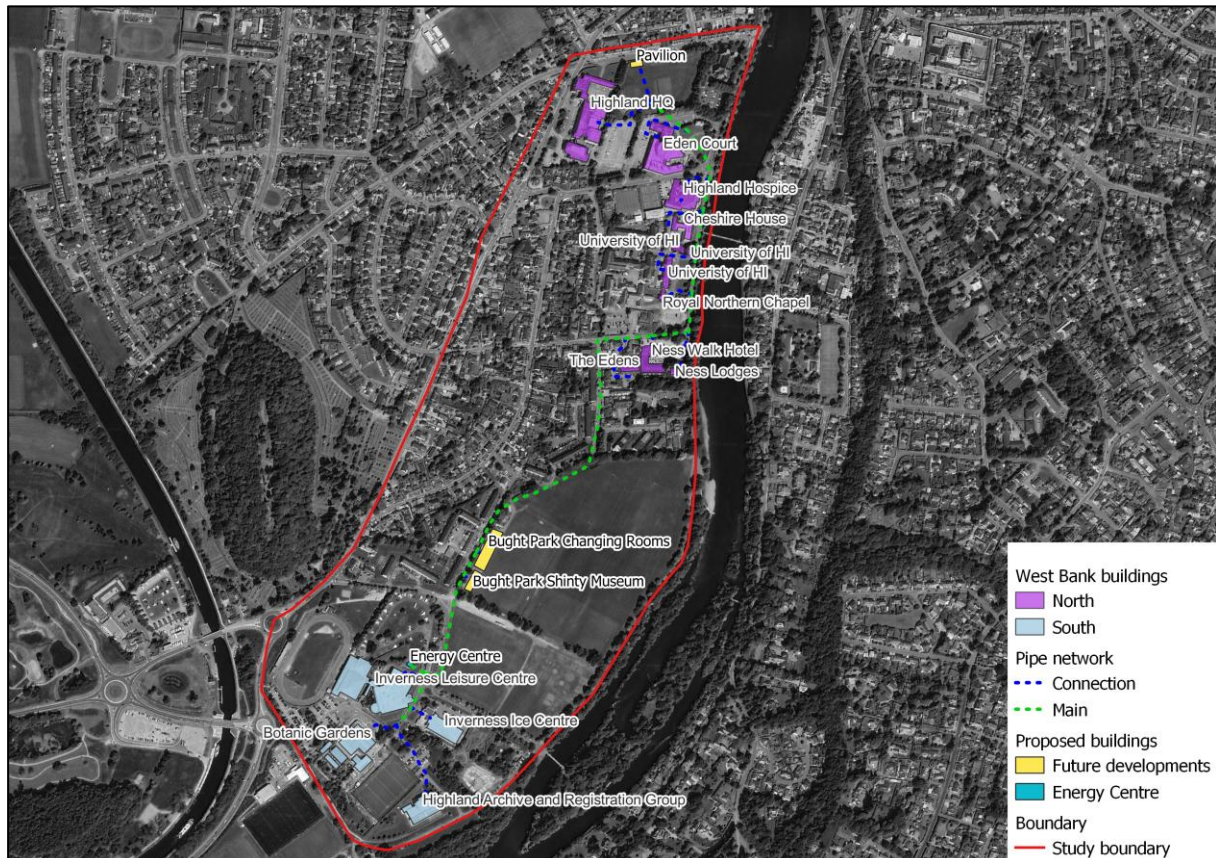 Pavilion
Highland HQ
Eden Court
Highland Hospice
Cheshire House
University of HI
University of HI
Univeristy of HI
Royal Northern Chapel
Ness Walk Hotel
The Edens
Ness Lodges
Bught Park Changing Rooms
Bught Park Shinty Museum
Energy Centre
Inverness Leisure Centre
Inverness Ice Centre
Botanic Gardens
Highland Archive and Registration Group
West Bank buildings
North
South
Pipe network
Connection
Main
Proposed buildings
Future developments
Energy Centre
Boundary
Study boundary